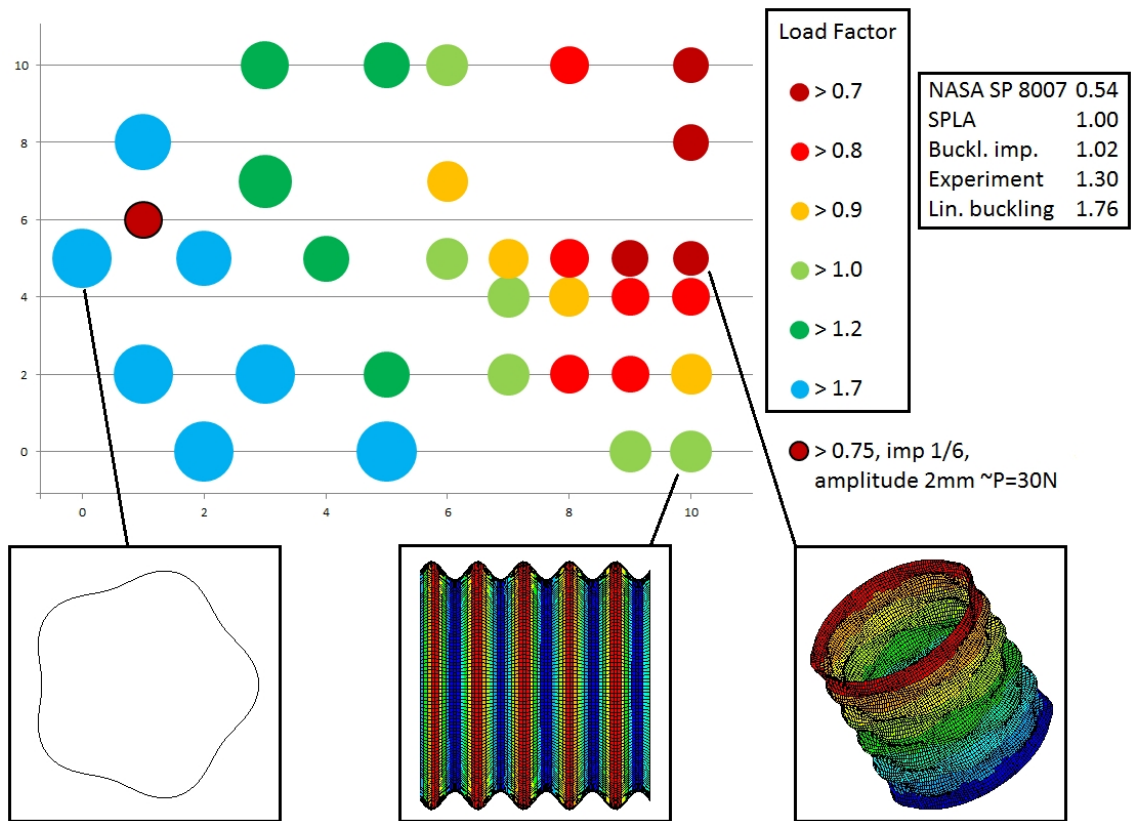 10
8
6
4
2
0
0
2
4
6
8
10
Load Factor
> 0.7
> 0.8
> 0.9
> 1.0
> 1.2
> 1.7
> 0.75, imp 1/6,
amplitude 2mm ~P=30N
NASA SP 8007 0.54
SPLA 1.00
Buckl. imp. 1.02
Experiment 1.30
Lin. buckling 1.76